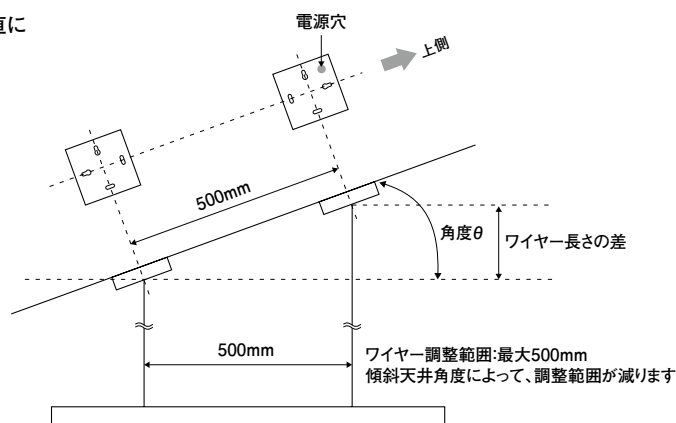 直に
電源穴
上側
500mm
角度θ
ワイヤー長さの差
500mm
ワイヤー調整範囲:最大500mm
傾斜天井角度によって、調整範囲が減ります